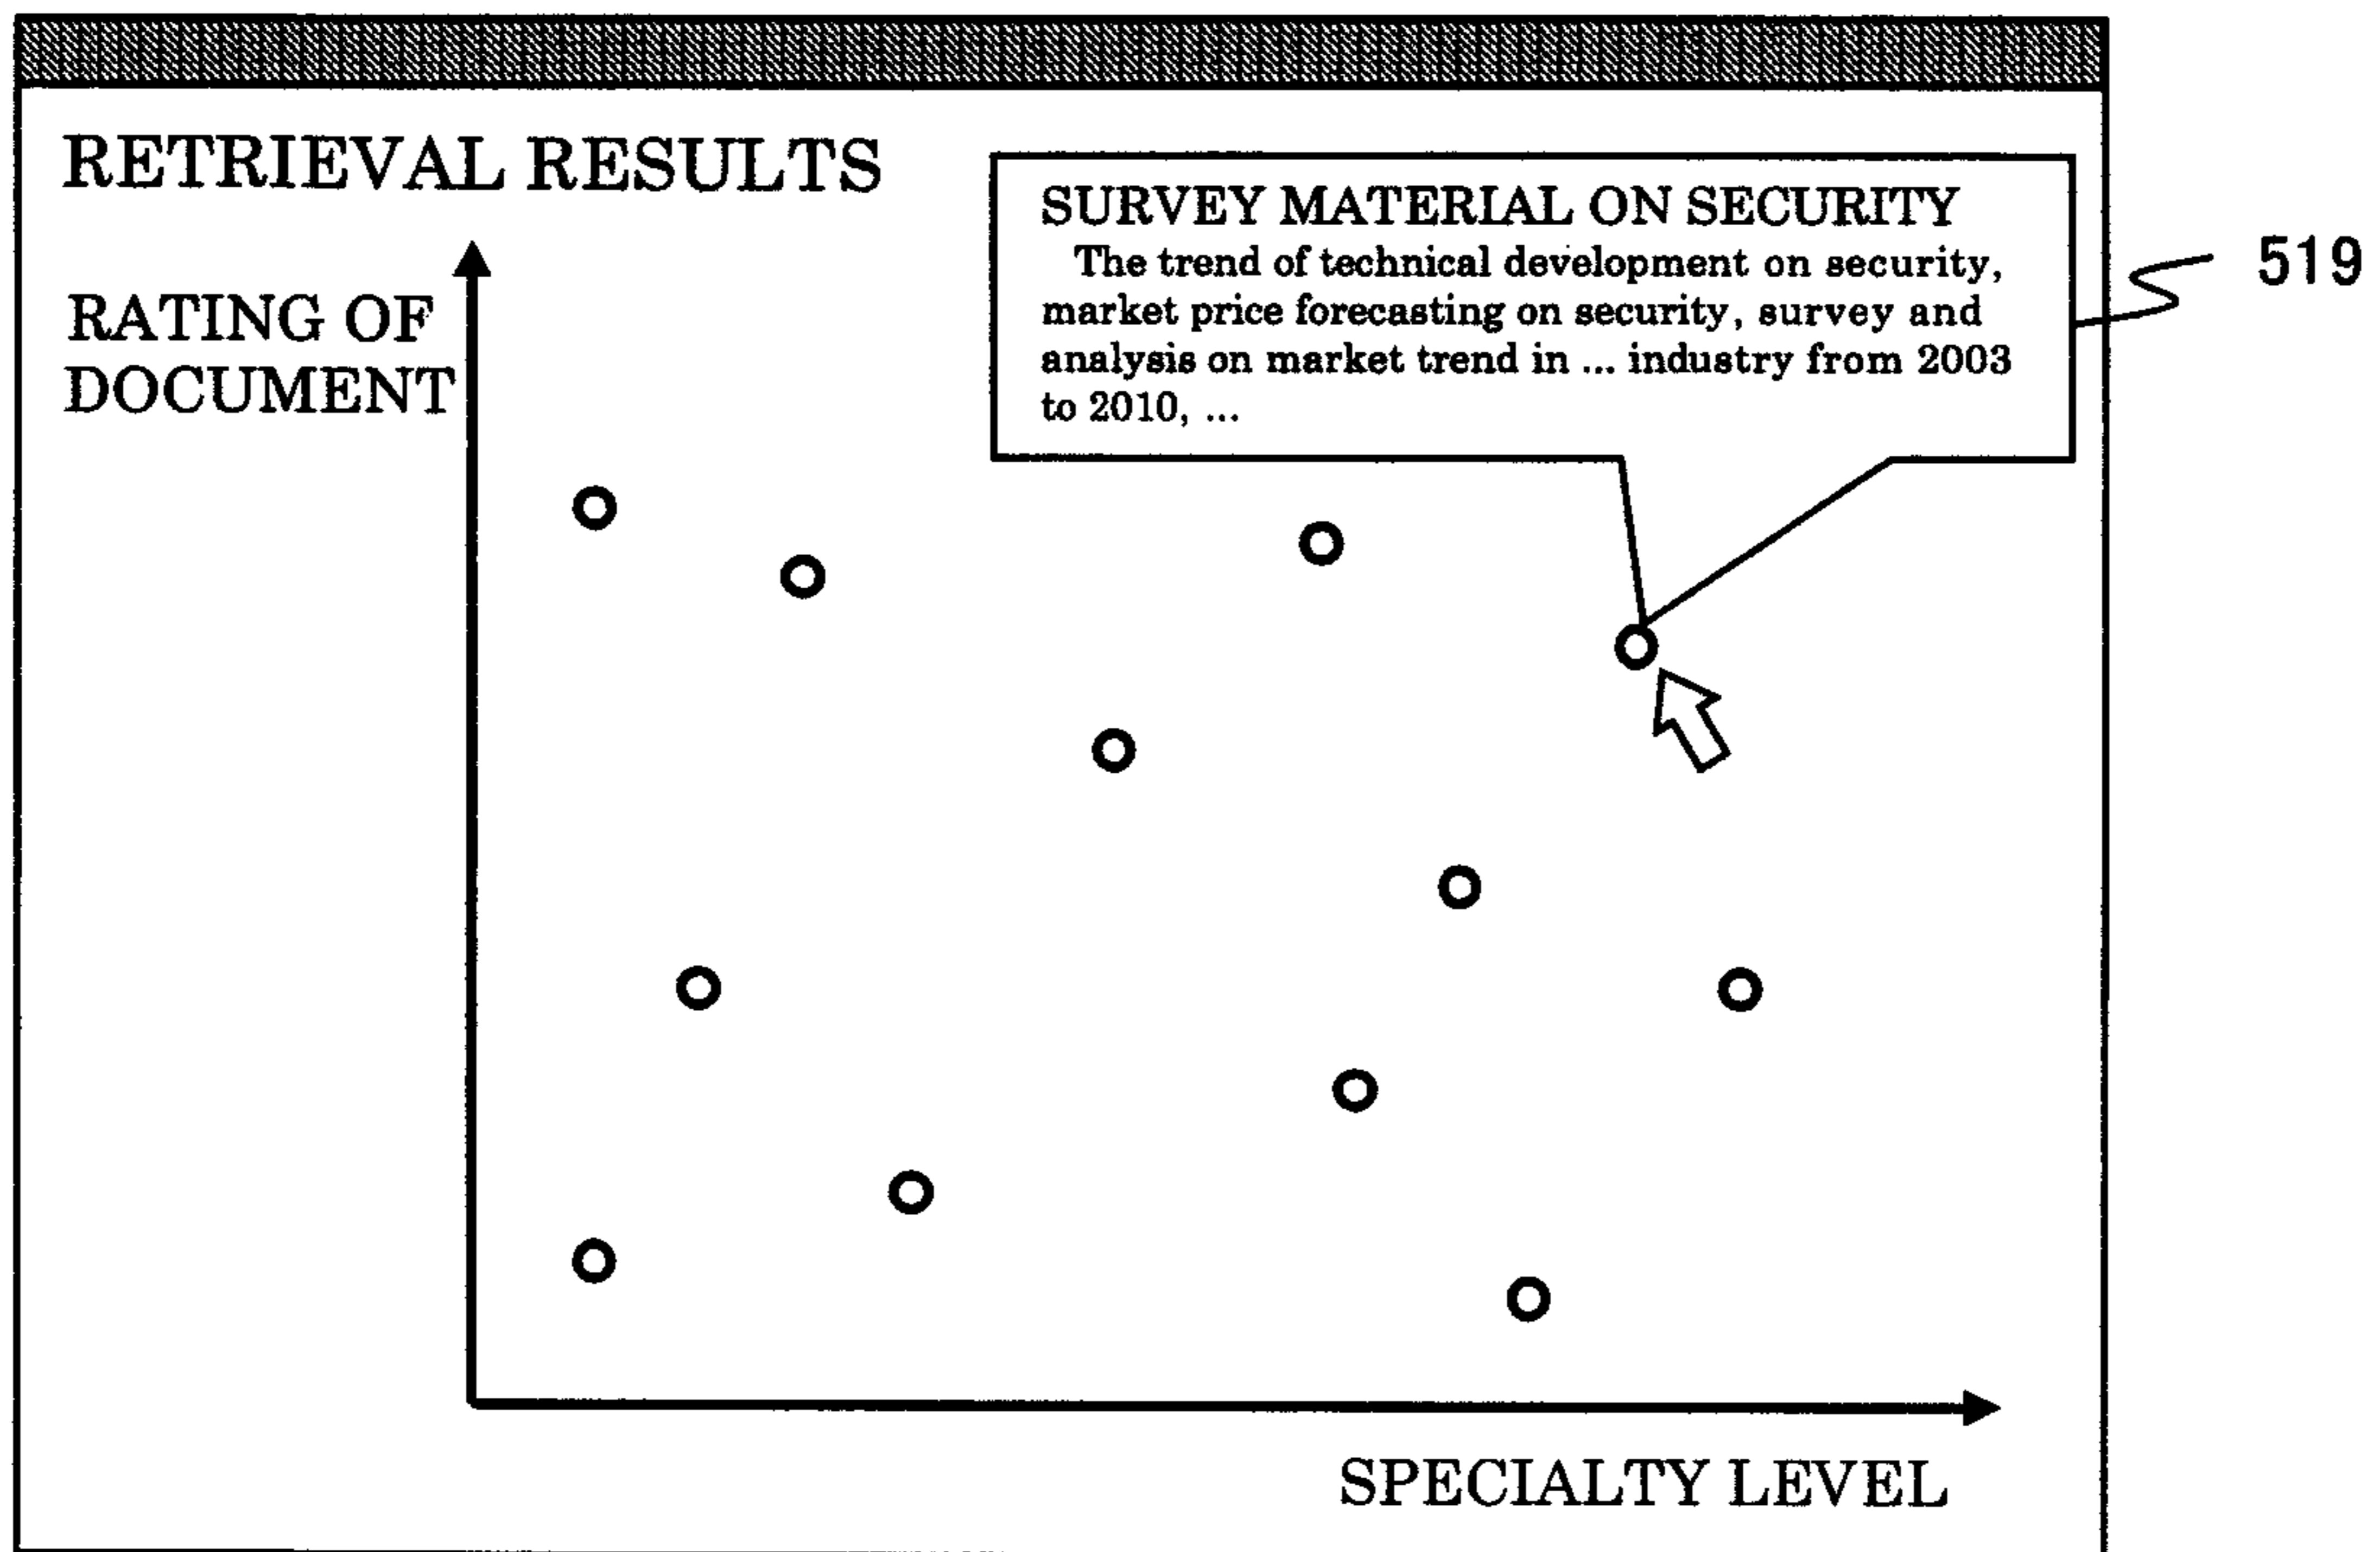 RETRIEVAL RESULTS
SURVEY MATERIAL ON SECURITY
The trend of technical development on security,
market price forecasting on security, survey and
analysis on market trend in ... industry from 2003
to 2010, ...
519
RATING OF
DOCUMENT
SPECIALTY LEVEL